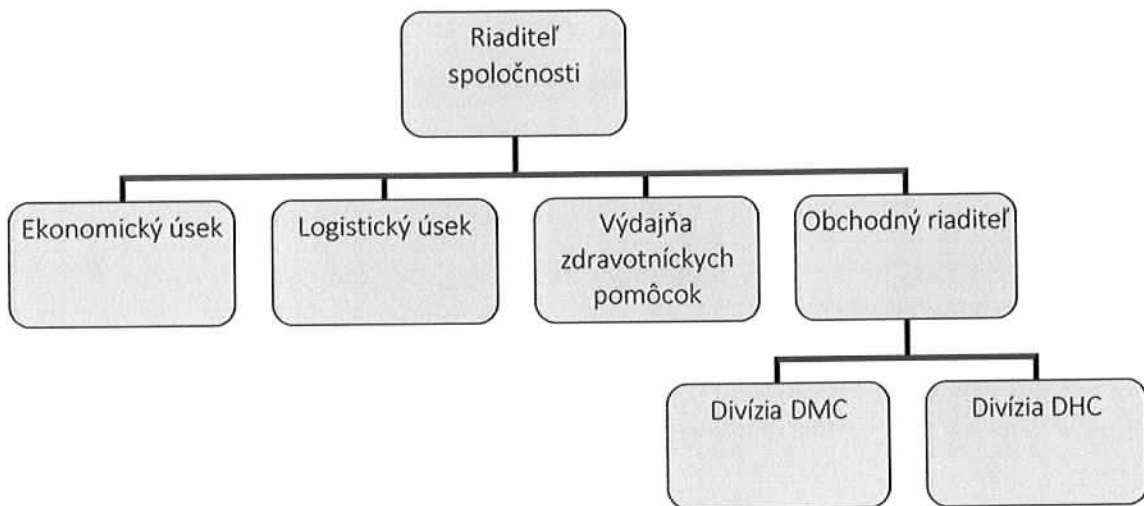 Riaditeľ
spoločnosti
Ekonomický úsek
Logistický úsek
Výdajňa
zdravotníckych
pomôcok
Obchodný riaditeľ
Divízia DMC
Divízia DHC